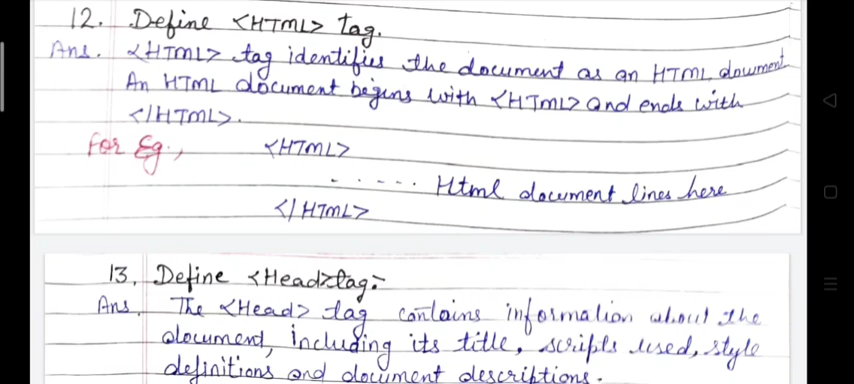 12. Define <HTML> tag.
Ans. <HTML> tag identifies the document as an HTML document
An HTML document begins with <HTML> and ends with
</HTML>.
For Eg., <HTML>
- - - - - Html document lines here
</HTML>
13. Define <Head>tag:-
Ans. The <Head> tag contains information about the
document, including its title, scripts used, style
definitions and document descriptions.